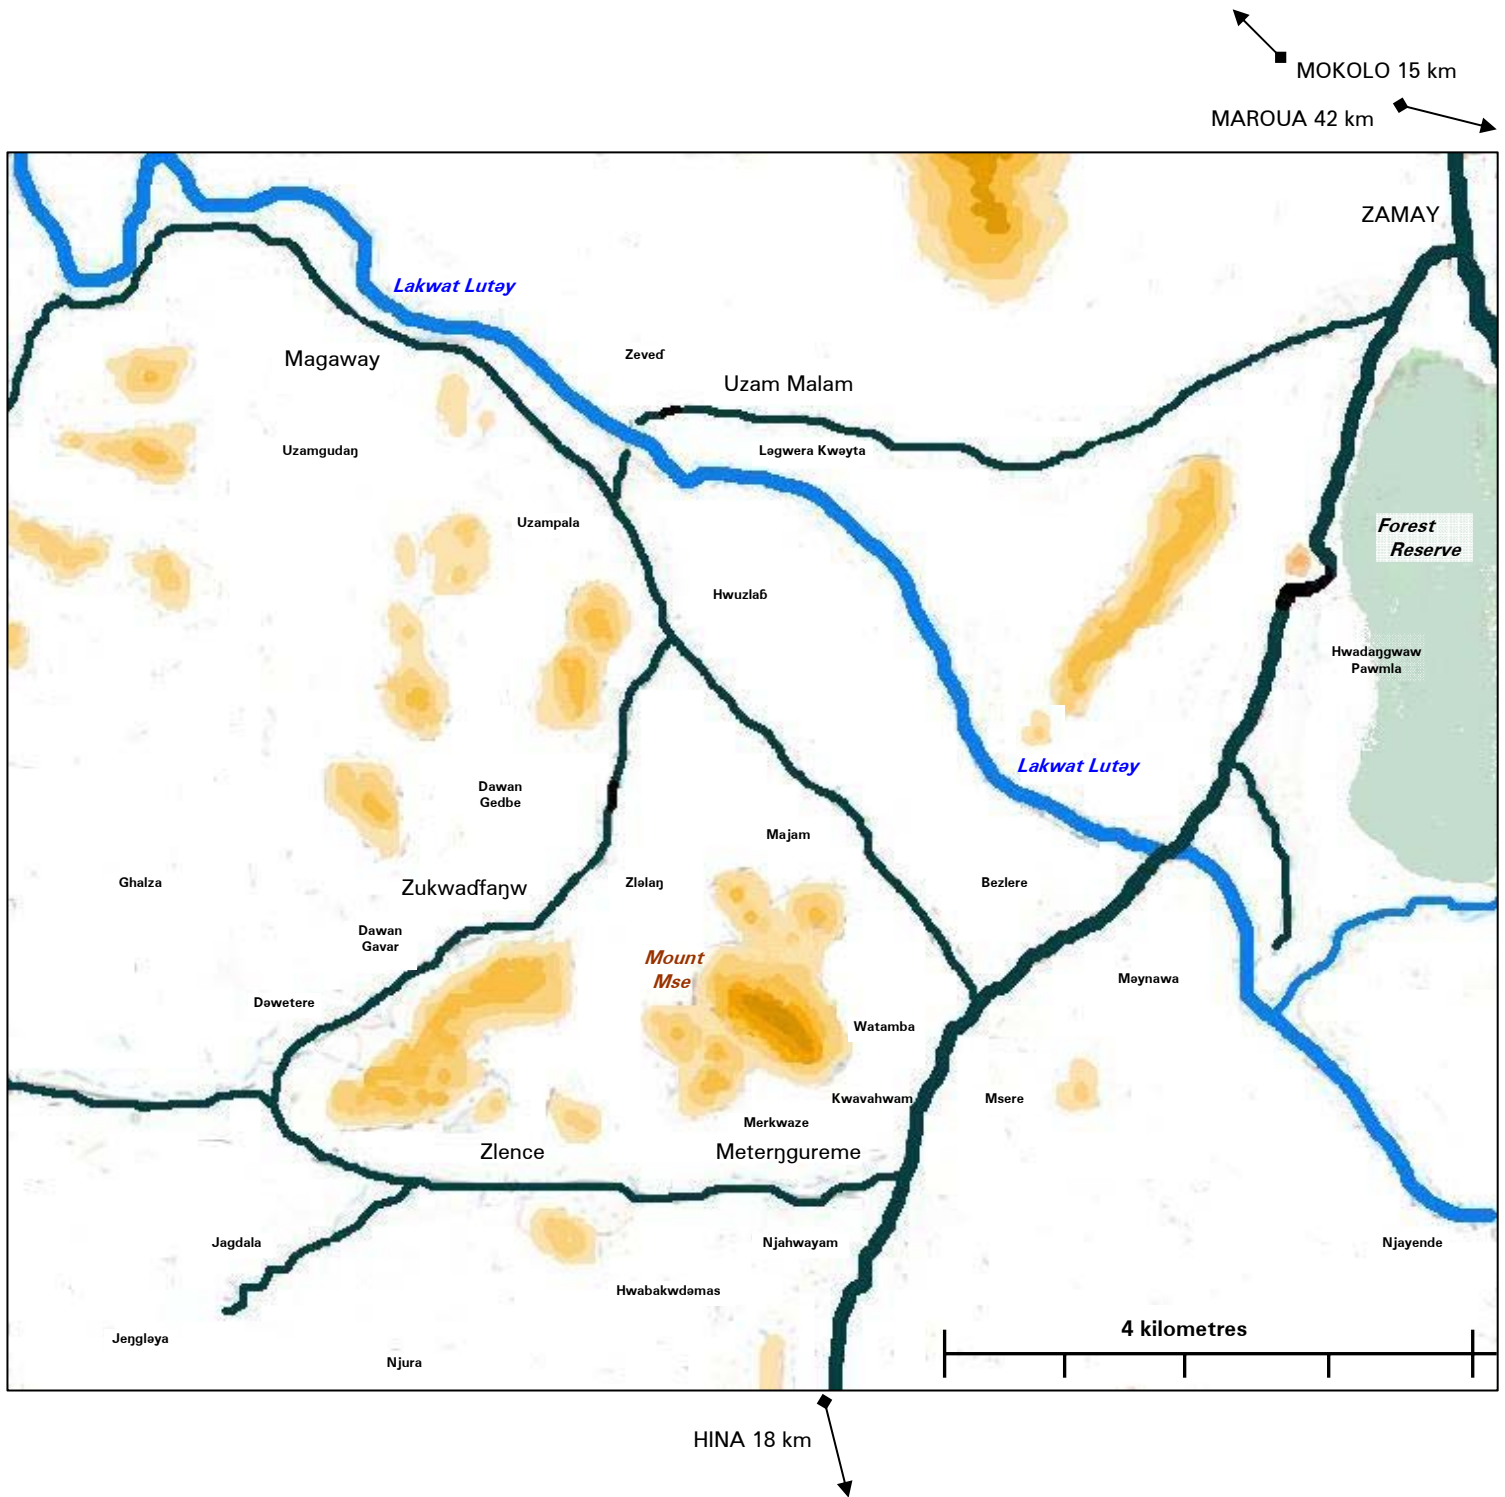 MOKOLO 15 km
MAROUA 42 km
ZAMAY
Lakwat Lutəy
Magaway
Zeveɗ
Uzam Malam
Uzamgudaŋ
Ləgwera Kwəyta
Uzampala
Forest
Reserve
Hwuzlaɓ
Hwadaŋgwaw
Pawmla
Lakwat Lutəy
Dawan
Gedbe
Majam
Ghalza
Zukwaɗfaŋw
Zləlaŋ
Bezlere
Dawan
Gavar
Mount
Mse
Məynawa
Dəwetere
Watamba
Kwavahwam
Msere
Merkwaze
Zlence
Meterŋgureme
Jagdala
Njahwayam
Njayende
Hwabakwdəmas
4 kilometres
Jeŋgləya
Njura
HINA 18 km